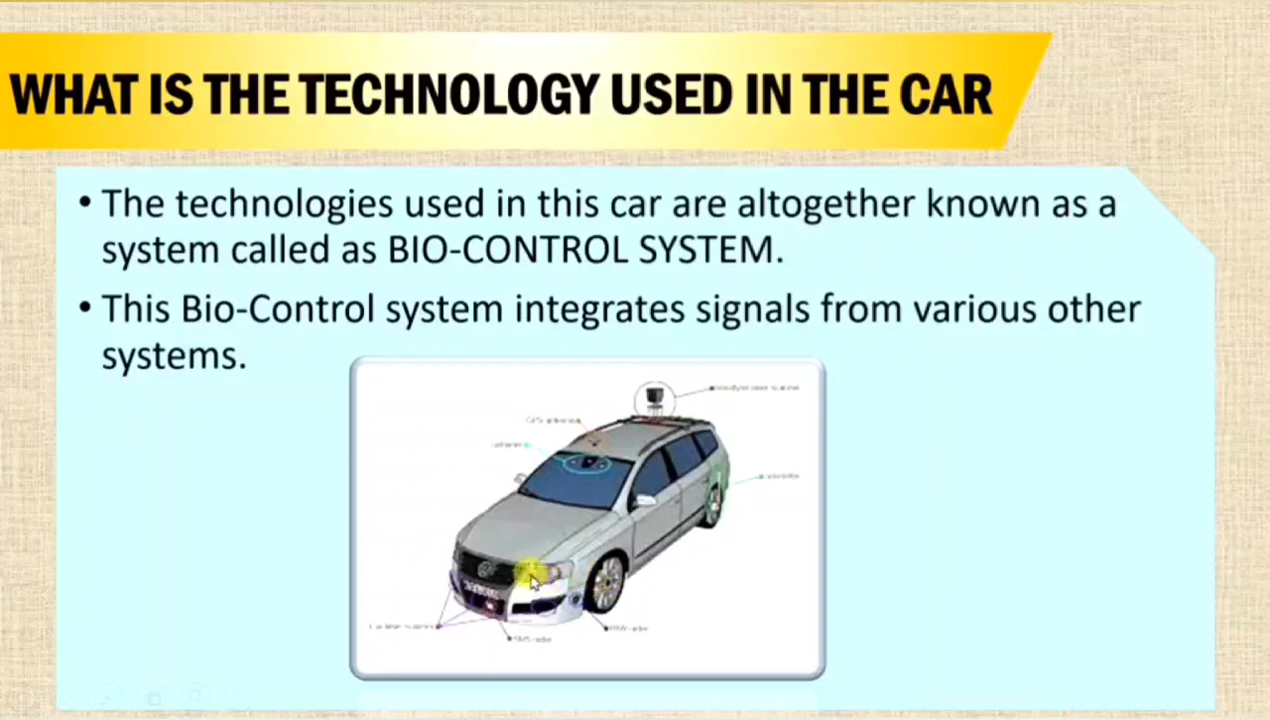 WHAT IS THE TECHNOLOGY USED IN THE CAR
• The technologies used in this car are altogether known as a
system called as BIO-CONTROL SYSTEM.
• This Bio-Control system integrates signals from various other
systems.